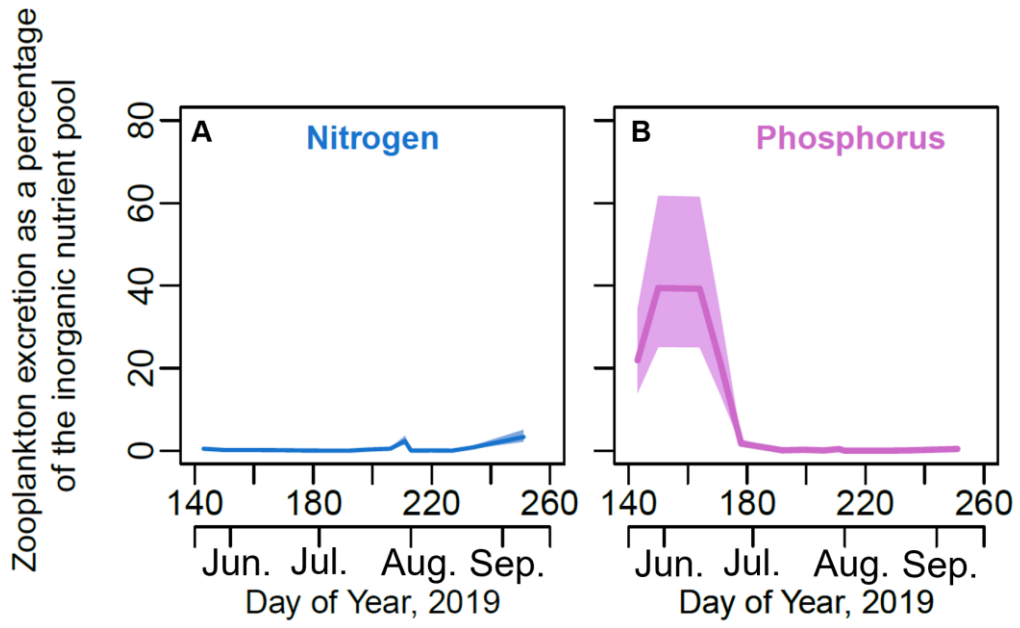 Zooplankton excretion as a percentage
of the inorganic nutrient pool
80
60
40
20
0
A
Nitrogen
140 180 220 260
Jun. Jul. Aug. Sep.
Day of Year, 2019
B
Phosphorus
140 180 220 260
Jun. Jul. Aug. Sep.
Day of Year, 2019